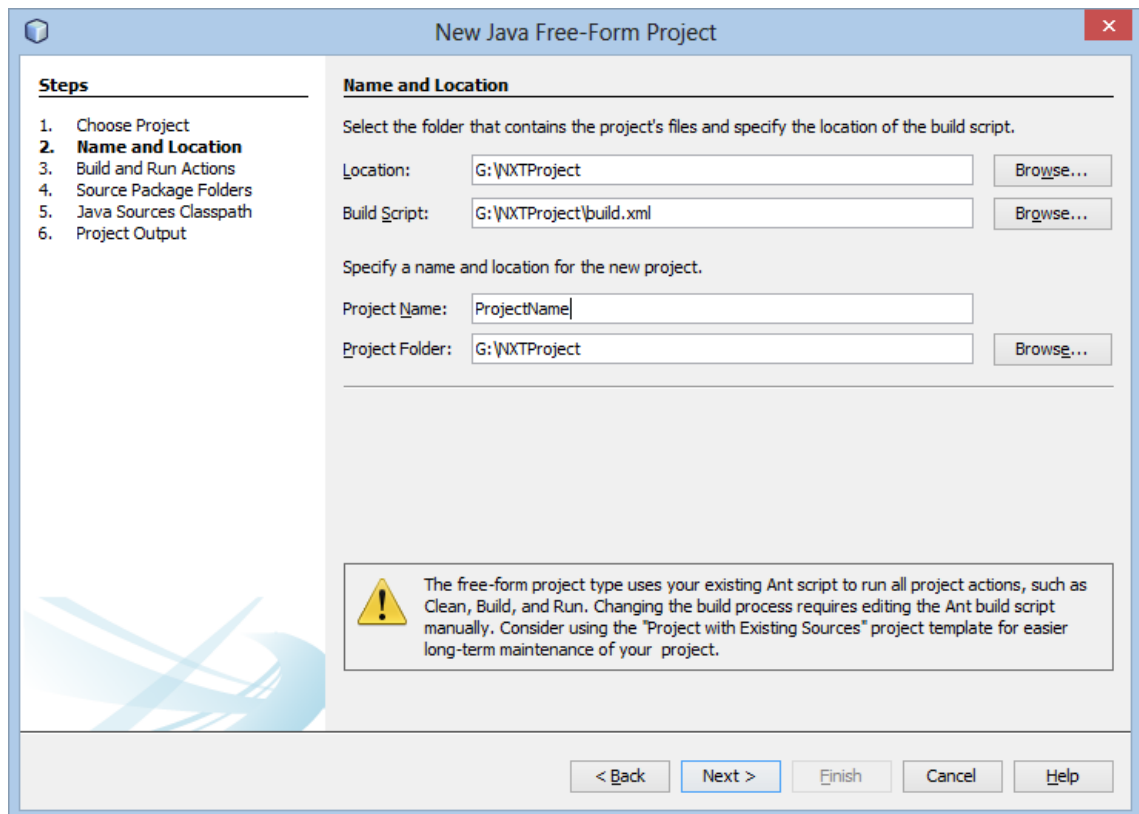 New Java Free-Form Project
Steps
1. Choose Project
2. Name and Location
3. Build and Run Actions
4. Source Package Folders
5. Java Sources Classpath
6. Project Output
Name and Location
Select the folder that contains the project's files and specify the location of the build script.
Location: G:\NXTProject Browse...
Build Script: G:\NXTProject\build.xml Browse...
Specify a name and location for the new project.
Project Name: ProjectName
Project Folder: G:\NXTProject Browse...
The free-form project type uses your existing Ant script to run all project actions, such as
Clean, Build, and Run. Changing the build process requires editing the Ant build script
manually. Consider using the "Project with Existing Sources" project template for easier
long-term maintenance of your project.
< Back Next > Finish Cancel Help